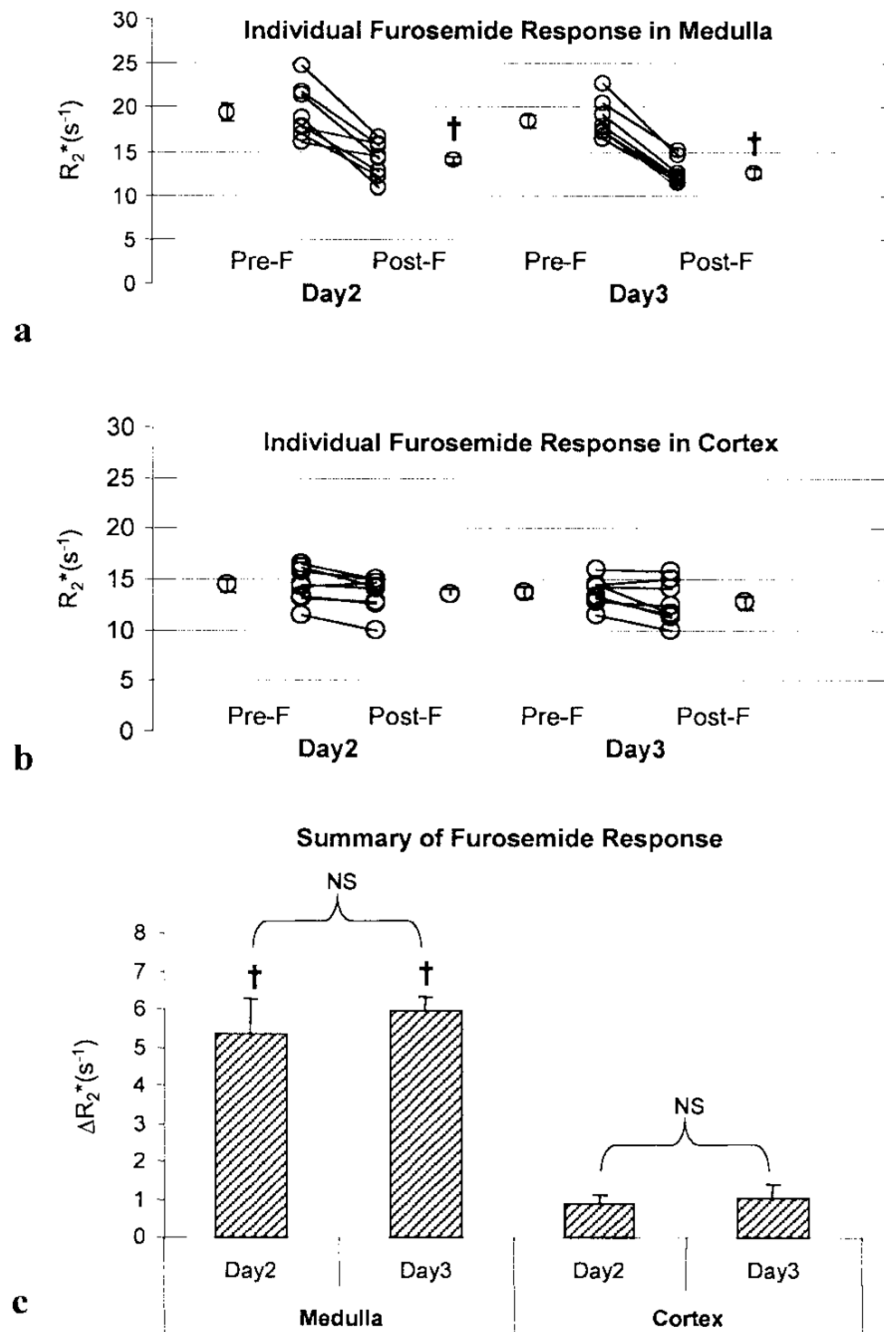 Individual Furosemide Response in Medulla
30
25
20
15
10
5
0
R2*(s-1)
† †
Pre-F Post-F Pre-F Post-F
Day2 Day3
a
Individual Furosemide Response in Cortex
30
25
20
15
10
5
0
R2*(s-1)
Pre-F Post-F Pre-F Post-F
Day2 Day3
b
Summary of Furosemide Response
NS
8
7
6
5
4
3
2
1
0
ΔR2*(s-1)
† †
NS
Day2 Day3 Day2 Day3
Medulla Cortex
c